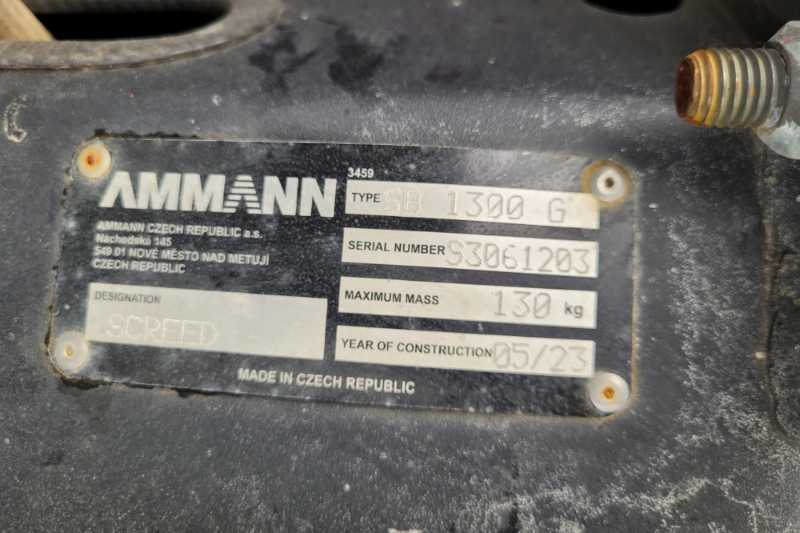 AMMANN
AMMANN CZECH REPUBLIC a.s.
Náchodská 145
549 01 NOVÉ MĚSTO NAD METUJÍ
CZECH REPUBLIC
DESIGNATION
SCREED
3459
TYPE SB 1300 G
SERIAL NUMBER S3061203
MAXIMUM MASS 130 kg
YEAR OF CONSTRUCTION 05/23
MADE IN CZECH REPUBLIC